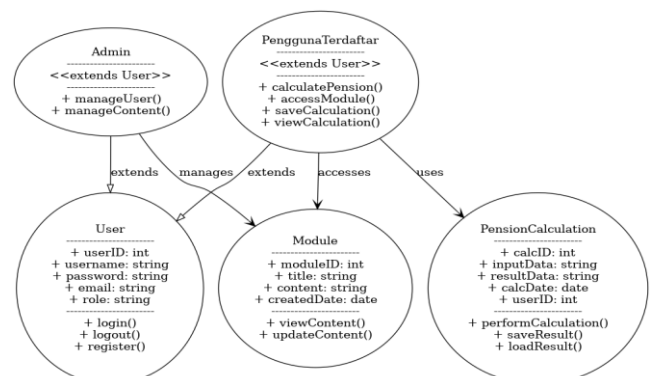 Admin
------------------------
<<extends User>>
------------------------
+ manageUser()
+ manageContent()
PenggunaTerdaftar
------------------------
<<extends User>>
------------------------
+ calculatePension()
+ accessModule()
+ saveCalculation()
+ viewCalculation()
extends
manages
extends
accesses
uses
User
------------------------
+ userID: int
+ username: string
+ password: string
+ email: string
+ role: string
------------------------
+ login()
+ logout()
+ register()
Module
------------------------
+ moduleID: int
+ title: string
+ content: string
+ createdDate: date
------------------------
+ viewContent()
+ updateContent()
PensionCalculation
------------------------
+ calcID: int
+ inputData: string
+ resultData: string
+ calcDate: date
+ userID: int
------------------------
+ performCalculation()
+ saveResult()
+ loadResult()